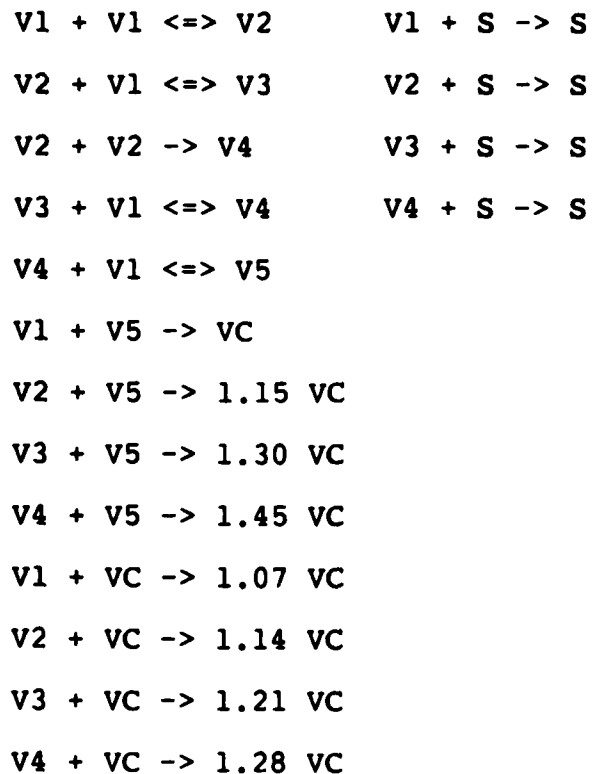 V1 + V1 <=> V2 V1 + S -> S
V2 + V1 <=> V3 V2 + S -> S
V2 + V2 -> V4 V3 + S -> S
V3 + V1 <=> V4 V4 + S -> S
V4 + V1 <=> V5
V1 + V5 -> VC
V2 + V5 -> 1.15 VC
V3 + V5 -> 1.30 VC
V4 + V5 -> 1.45 VC
V1 + VC -> 1.07 VC
V2 + VC -> 1.14 VC
V3 + VC -> 1.21 VC
V4 + VC -> 1.28 VC